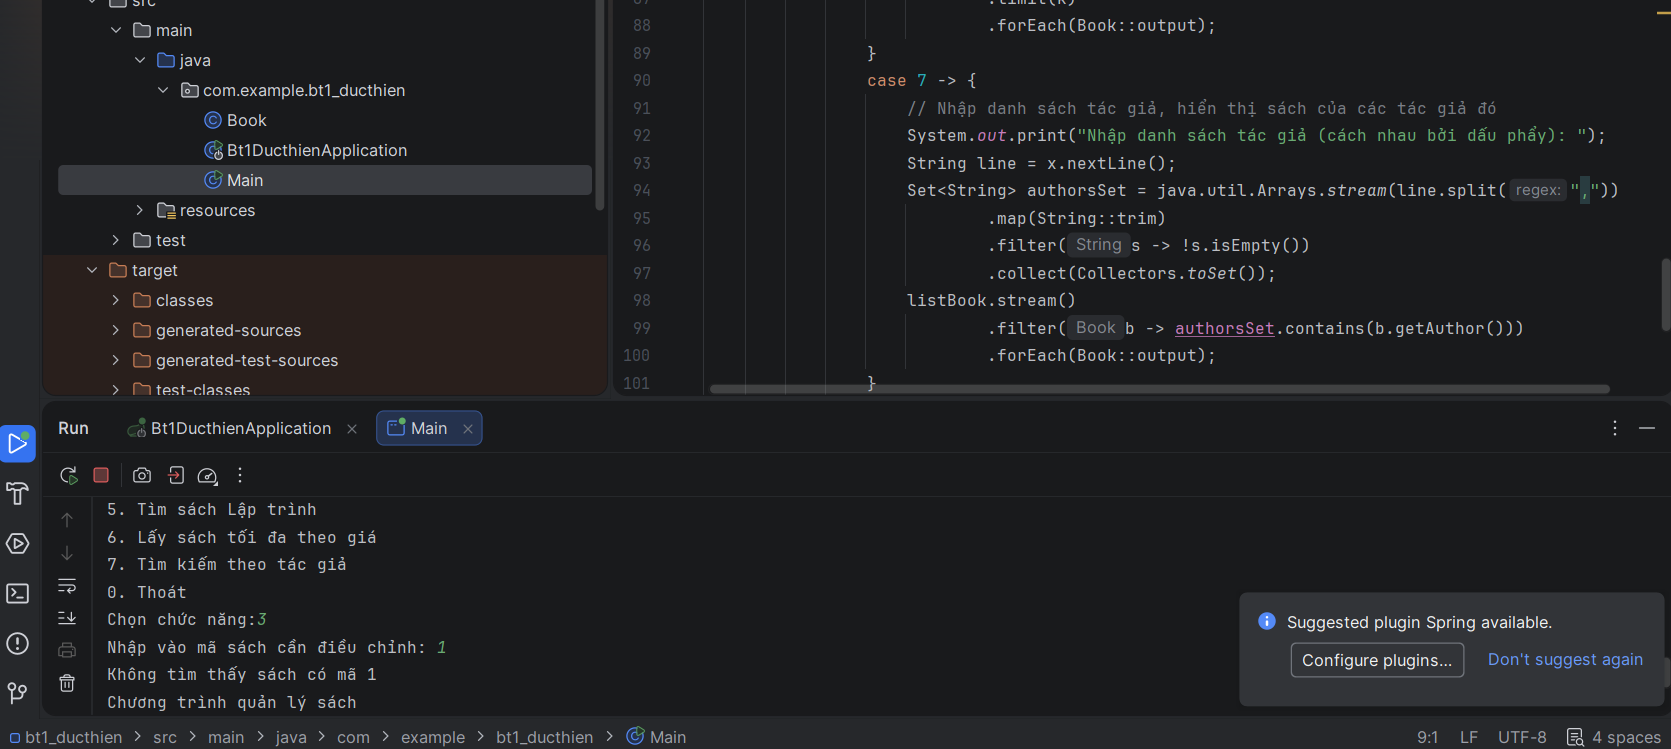 src
main
java
com.example.bt1_ducthien
Book
Bt1DucthienApplication
Main
resources
test
target
classes
generated-sources
generated-test-sources
test-classes
87 .limit(k)
88 .forEach(Book::output);
89 }
90 case 7 -> {
91 // Nhập danh sách tác giả, hiển thị sách của các tác giả đó
92 System.out.print("Nhập danh sách tác giả (cách nhau bởi dấu phẩy): ");
93 String line = x.nextLine();
94 Set<String> authorsSet = java.util.Arrays.stream(line.split( regex: ","))
95 .map(String::trim)
96 .filter( String s -> !s.isEmpty())
97 .collect(Collectors.toSet());
98 listBook.stream()
99 .filter( Book b -> authorsSet.contains(b.getAuthor()))
100 .forEach(Book::output);
101 }
Run Bt1DucthienApplication Main
5. Tìm sách Lập trình
6. Lấy sách tối đa theo giá
7. Tìm kiếm theo tác giả
0. Thoát
Chọn chức năng:3
Nhập vào mã sách cần điều chỉnh: 1
Không tìm thấy sách có mã 1
Chương trình quản lý sách
Suggested plugin Spring available.
Configure plugins... Don't suggest again
bt1_ducthien > src > main > java > com > example > bt1_ducthien > Main 9:1 LF UTF-8 4 spaces